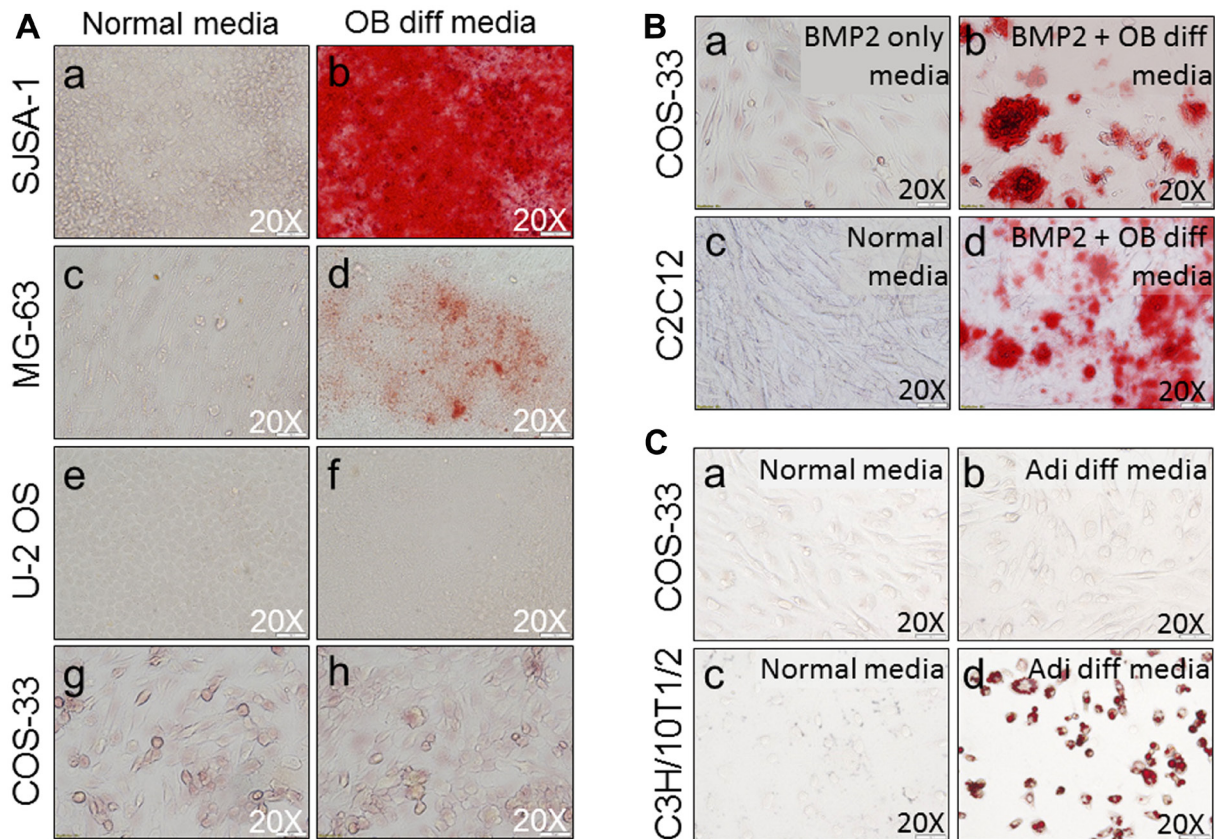 A
Normal media
OB diff media
SJSA-1
a
20X
b
20X
MG-63
c
20X
d
20X
U-2 OS
e
20X
f
20X
COS-33
g
20X
h
20X
B
COS-33
a
BMP2 only
media
20X
b
BMP2 + OB diff
media
20X
C2C12
c
Normal
media
20X
d
BMP2 + OB diff
media
20X
C
COS-33
a
Normal media
20X
b
Adi diff media
20X
C3H/10T1/2
c
Normal media
20X
d
Adi diff media
20X